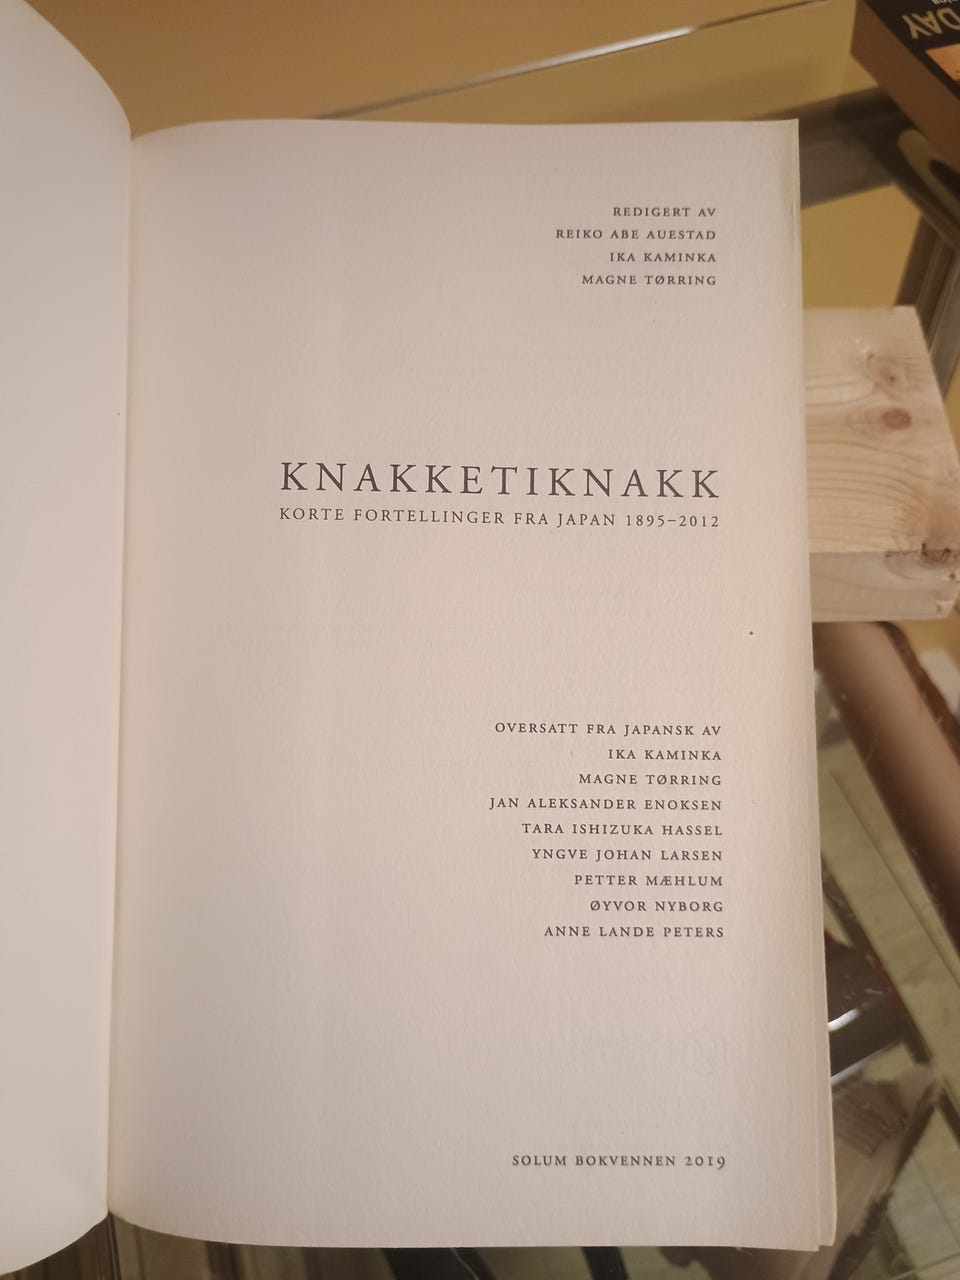 REDIGERT AV
REIKO ABE AUESTAD
IKA KAMINKA
MAGNE TØRRING
KNAKKETIKNAKK
KORTE FORTELLINGER FRA JAPAN 1895–2012
OVERSATT FRA JAPANSK AV
IKA KAMINKA
MAGNE TØRRING
JAN ALEKSANDER ENOKSEN
TARA ISHIZUKA HASSEL
YNGVE JOHAN LARSEN
PETTER MÆHLUM
ØYVOR NYBORG
ANNE LANDE PETERS
SOLUM BOKVENNEN 2019
DAY